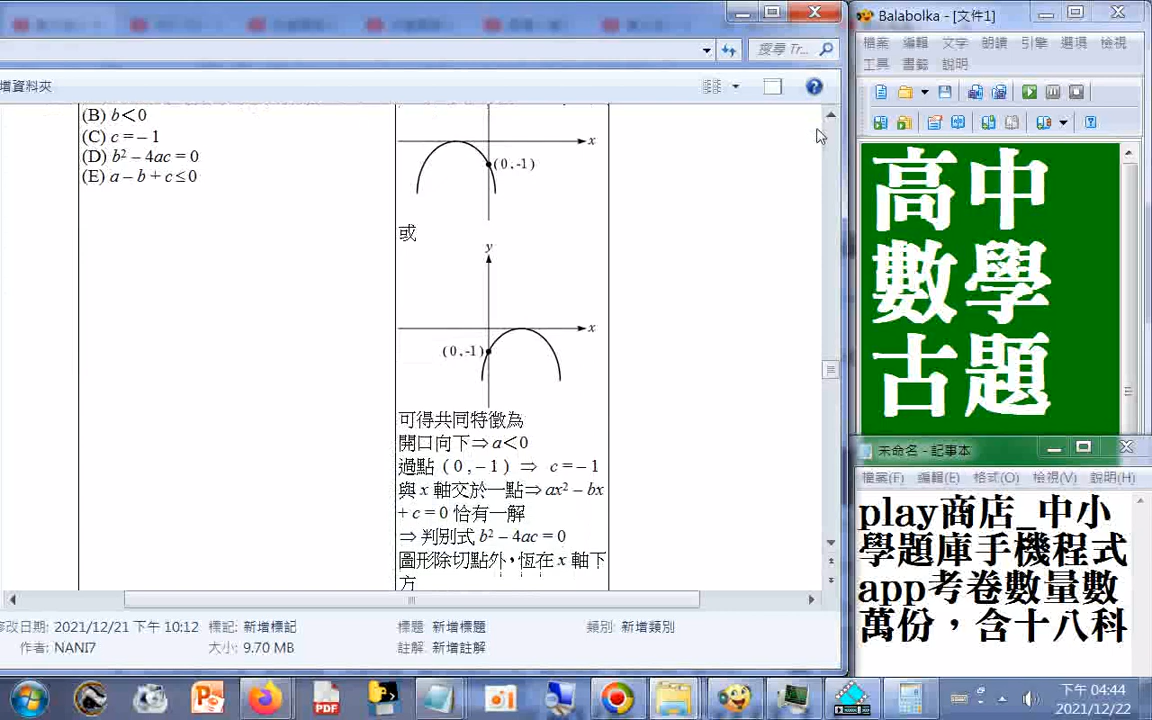 搜尋 Tr...
增資料夾
(B) b<0
(C) c = – 1
(D) b² – 4ac = 0
(E) a – b + c ≤ 0
x
(0,-1)
或
y
x
(0,-1)
可得共同特徵為
開口向下⇒ a<0
過點 ( 0 , – 1 ) ⇒ c = – 1
與 x 軸交於一點⇒ ax² – bx
+ c = 0 恰有一解
⇒ 判別式 b² – 4ac = 0
圖形除切點外，恆在 x 軸下
方
修改日期: 2021/12/21 下午 10:12
標記: 新增標記
標題: 新增標題
類別: 新增類別
作者: NANI7
大小: 9.70 MB
註解: 新增註解
Balabolka - [文件1]
檔案 編輯 文字 朗讀 引擎 選項 檢視
工具 書籤 說明
高中
數學
古題
未命名 - 記事本
檔案(F) 編輯(E) 格式(O) 檢視(V) 說明(H)
play商店_中小
學題庫手機程式
app考卷數量數
萬份，含十八科
PDF
下午 04:44
2021/12/22